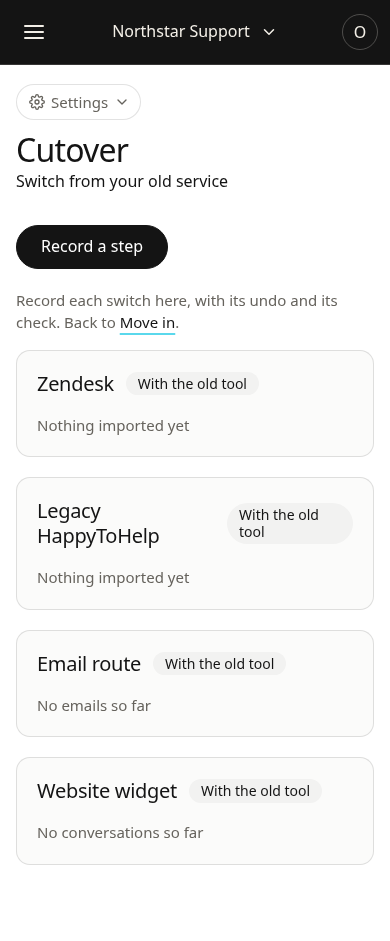 Northstar Support
O
Settings
Cutover
Switch from your old service
Record a step
Record each switch here, with its undo and its
check. Back to Move in.
Zendesk
With the old tool
Nothing imported yet
Legacy
HappyToHelp
With the old
tool
Nothing imported yet
Email route
With the old tool
No emails so far
Website widget
With the old tool
No conversations so far